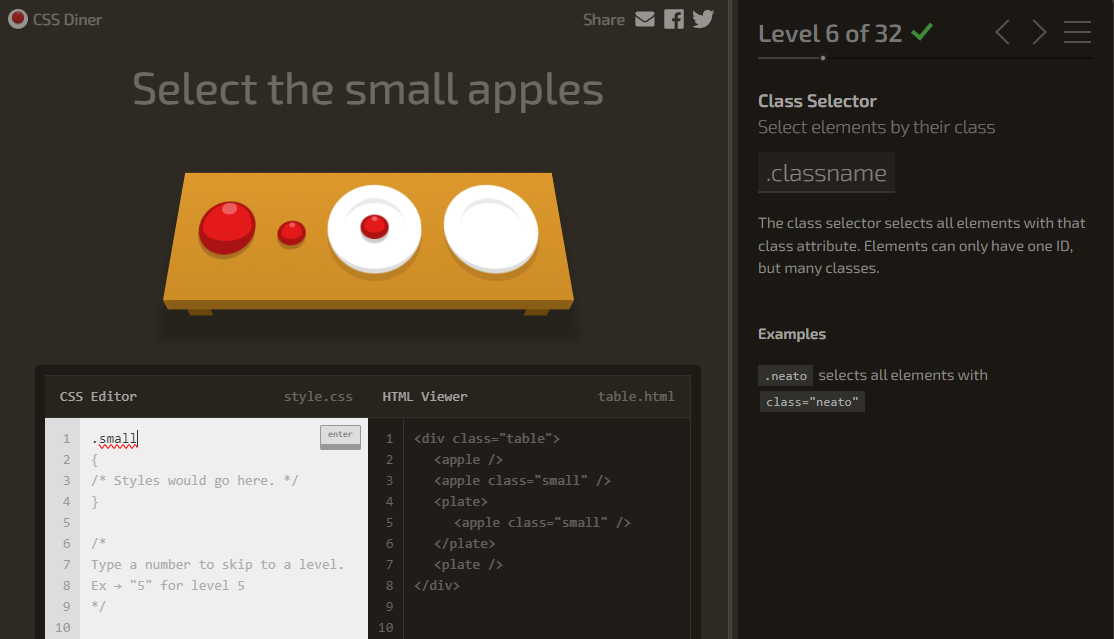 CSS Diner
Share
Select the small apples
CSS Editor
style.css
HTML Viewer
table.html
1 .small
enter
2 {
3 /* Styles would go here. */
4 }
5
6 /*
7 Type a number to skip to a level.
8 Ex → "5" for level 5
9 */
10
1 <div class="table">
2 <apple />
3 <apple class="small" />
4 <plate>
5 <apple class="small" />
6 </plate>
7 <plate />
8 </div>
9
10
Level 6 of 32
Class Selector
Select elements by their class
.classname
The class selector selects all elements with that
class attribute. Elements can only have one ID,
but many classes.
Examples
.neato selects all elements with
class="neato"